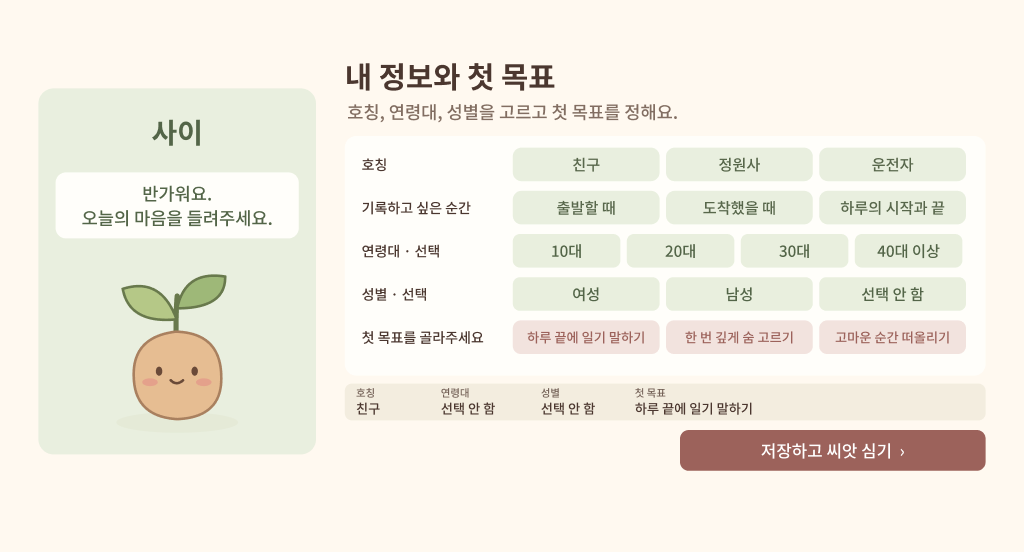 사이
반가워요.
오늘의 마음을 들려주세요.
내 정보와 첫 목표
호칭, 연령대, 성별을 고르고 첫 목표를 정해요.
호칭 친구 정원사 운전자
기록하고 싶은 순간 출발할 때 도착했을 때 하루의 시작과 끝
연령대 · 선택 10대 20대 30대 40대 이상
성별 · 선택 여성 남성 선택 안 함
첫 목표를 골라주세요 하루 끝에 일기 말하기 한 번 깊게 숨 고르기 고마운 순간 떠올리기
호칭 연령대 성별 첫 목표
친구 선택 안 함 선택 안 함 하루 끝에 일기 말하기
저장하고 씨앗 심기 ›